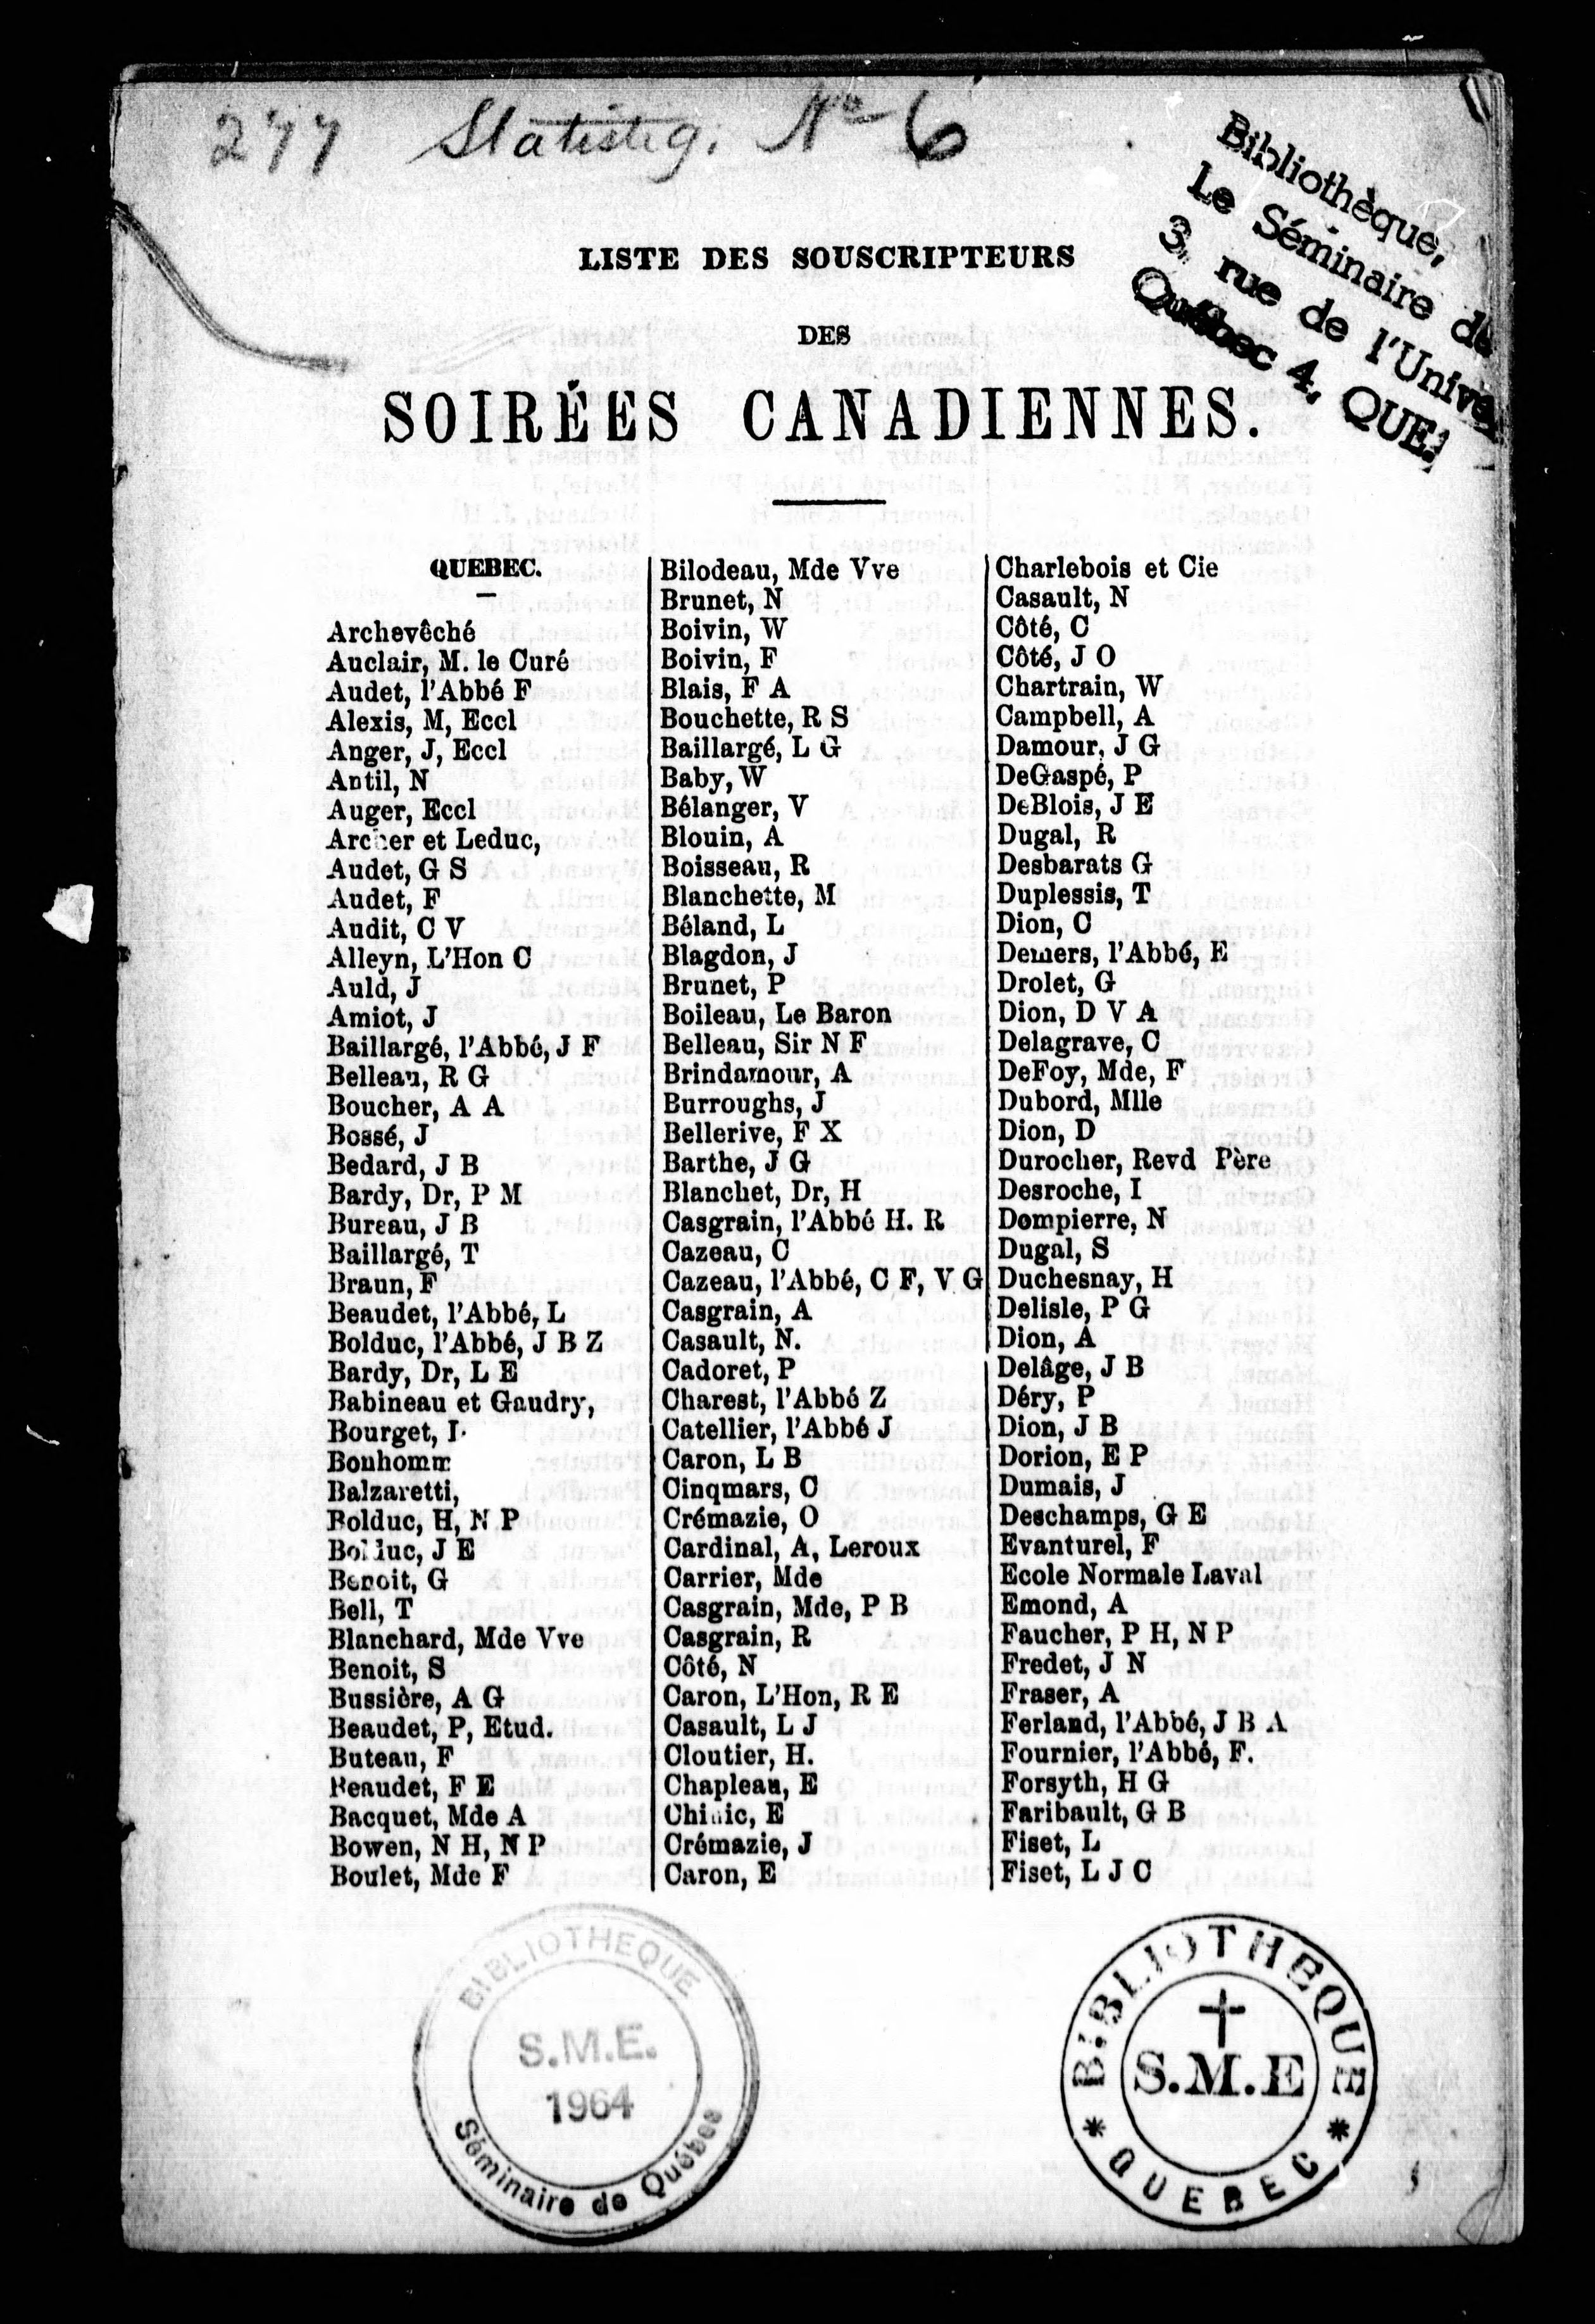 277 Statistiq. No 6
Bibliothèque,
Le Séminaire de
3, rue de l'Unive
Québec 4, QUE.
LISTE DES SOUSCRIPTEURS
DES
SOIRÉES CANADIENNES.
QUEBEC.
Archevêché
Auclair, M. le Curé
Audet, l'Abbé F
Alexis, M, Eccl
Anger, J, Eccl
Antil, N
Auger, Eccl
Archer et Leduc,
Audet, G S
Audet, F
Audit, C V
Alleyn, L'Hon C
Auld, J
Amiot, J
Baillargé, l'Abbé, J F
Belleau, R G
Boucher, A A
Bossé, J
Bedard, J B
Bardy, Dr, P M
Bureau, J B
Baillargé, T
Braun, F
Beaudet, l'Abbé, L
Bolduc, l'Abbé, J B Z
Bardy, Dr, L E
Babineau et Gaudry,
Bourget, I
Bonhomm
Balzaretti,
Bolduc, H, N P
Bolduc, J E
Benoit, G
Bell, T
Blanchard, Mde Vve
Benoit, S
Bussière, A G
Beaudet, P, Etud.
Buteau, F
Beaudet, F E
Bacquet, Mde A
Bowen, N H, N P
Boulet, Mde F
Bilodeau, Mde Vve
Brunet, N
Boivin, W
Boivin, F
Blais, F A
Bouchette, R S
Baillargé, L G
Baby, W
Bélanger, V
Blouin, A
Boisseau, R
Blanchette, M
Béland, L
Blagdon, J
Brunet, P
Boileau, Le Baron
Belleau, Sir N F
Brindamour, A
Burroughs, J
Bellerive, F X
Barthe, J G
Blanchet, Dr, H
Casgrain, l'Abbé H. R
Cazeau, C
Cazeau, l'Abbé, C F, V G
Casgrain, A
Casault, N.
Cadoret, P
Charest, l'Abbé Z
Catellier, l'Abbé J
Caron, L B
Cinqmars, C
Crémazie, O
Cardinal, A, Leroux
Carrier, Mde
Casgrain, Mde, P B
Casgrain, R
Côté, N
Caron, L'Hon, R E
Casault, L J
Cloutier, H.
Chapleau, E
Chinic, E
Crémazie, J
Caron, E
Charlebois et Cie
Casault, N
Côté, C
Côté, J O
Chartrain, W
Campbell, A
Damour, J G
DeGaspé, P
DeBlois, J E
Dugal, R
Desbarats G
Duplessis, T
Dion, C
Demers, l'Abbé, E
Drolet, G
Dion, D V A
Delagrave, C
DeFoy, Mde, F
Dubord, Mlle
Dion, D
Durocher, Revd Père
Desroche, I
Dompierre, N
Dugal, S
Duchesnay, H
Delisle, P G
Dion, A
Delâge, J B
Déry, P
Dion, J B
Dorion, E P
Dumais, J
Deschamps, G E
Evanturel, F
Ecole Normale Laval
Emond, A
Faucher, P H, N P
Fredet, J N
Fraser, A
Ferland, l'Abbé, J B A
Fournier, l'Abbé, F.
Forsyth, H G
Faribault, G B
Fiset, L
Fiset, L J C
BIBLIOTHEQUE
S.M.E.
1964
Séminaire de Québec
BIBLIOTHEQUE
S.M.E
* QUEBEC *